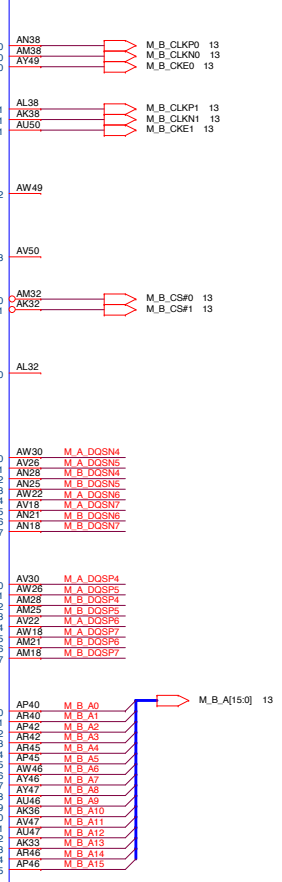 AN38 M_B_CLKP0 13
AM38 M_B_CLKN0 13
AY49 M_B_CKE0 13
AL38 M_B_CLKP1 13
AK38 M_B_CLKN1 13
AU50 M_B_CKE1 13
AW49
AV50
AM32 M_B_CS#0 13
AK32 M_B_CS#1 13
AL32
AW30 M_A_DQSN4
AV26 M_A_DQSN5
AN28 M_B_DQSN4
AN25 M_B_DQSN5
AW22 M_A_DQSN6
AV18 M_A_DQSN7
AN21 M_B_DQSN6
AN18 M_B_DQSN7
AV30 M_A_DQSP4
AW26 M_A_DQSP5
AM28 M_B_DQSP4
AM25 M_B_DQSP5
AV22 M_A_DQSP6
AW18 M_A_DQSP7
AM21 M_B_DQSP6
AM18 M_B_DQSP7
M_B_A[15:0] 13
AP40 M_B_A0
AR40 M_B_A1
AP42 M_B_A2
AR42 M_B_A3
AR45 M_B_A4
AP45 M_B_A5
AW46 M_B_A6
AY46 M_B_A7
AY47 M_B_A8
AU46 M_B_A9
AK36 M_B_A10
AV47 M_B_A11
AU47 M_B_A12
AK33 M_B_A13
AR46 M_B_A14
AP46 M_B_A15